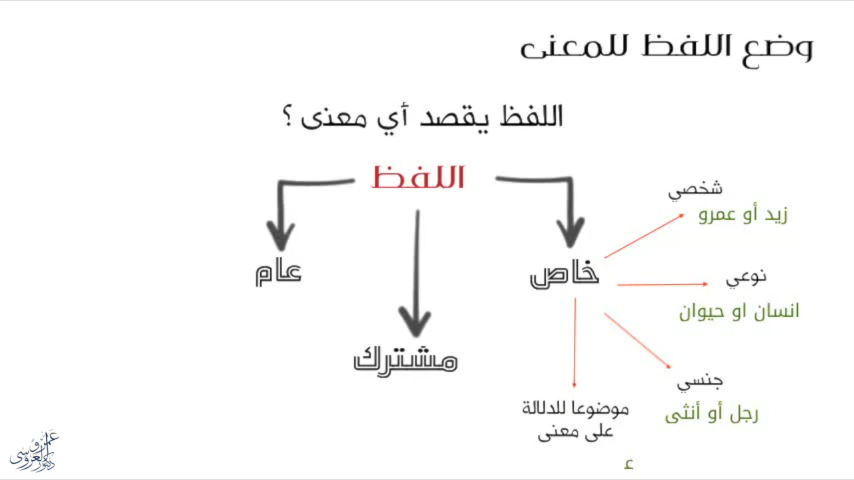 وضع اللفظ للمعنى
اللفظ يقصد أي معنى ؟
اللفظ
شخصي
زيد أو عمرو
خاص
عام
نوعي
انسان او حيوان
مشترك
جنسي
رجل أو أنثى
موضوعا للدلالة
على معنى
ء